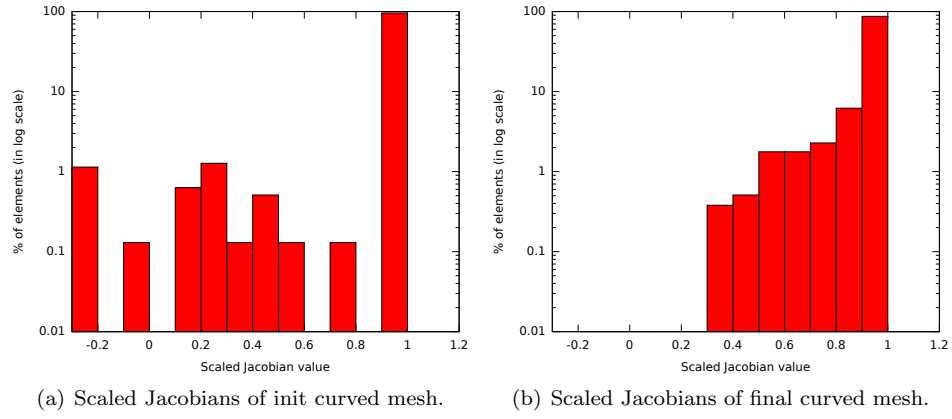 100
10
1
0.1
0.01
% of elements (in log scale)
-0.2 0 0.2 0.4 0.6 0.8 1 1.2
Scaled Jacobian value
(a) Scaled Jacobians of init curved mesh.
100
10
1
0.1
0.01
% of elements (in log scale)
-0.2 0 0.2 0.4 0.6 0.8 1 1.2
Scaled Jacobian value
(b) Scaled Jacobians of final curved mesh.